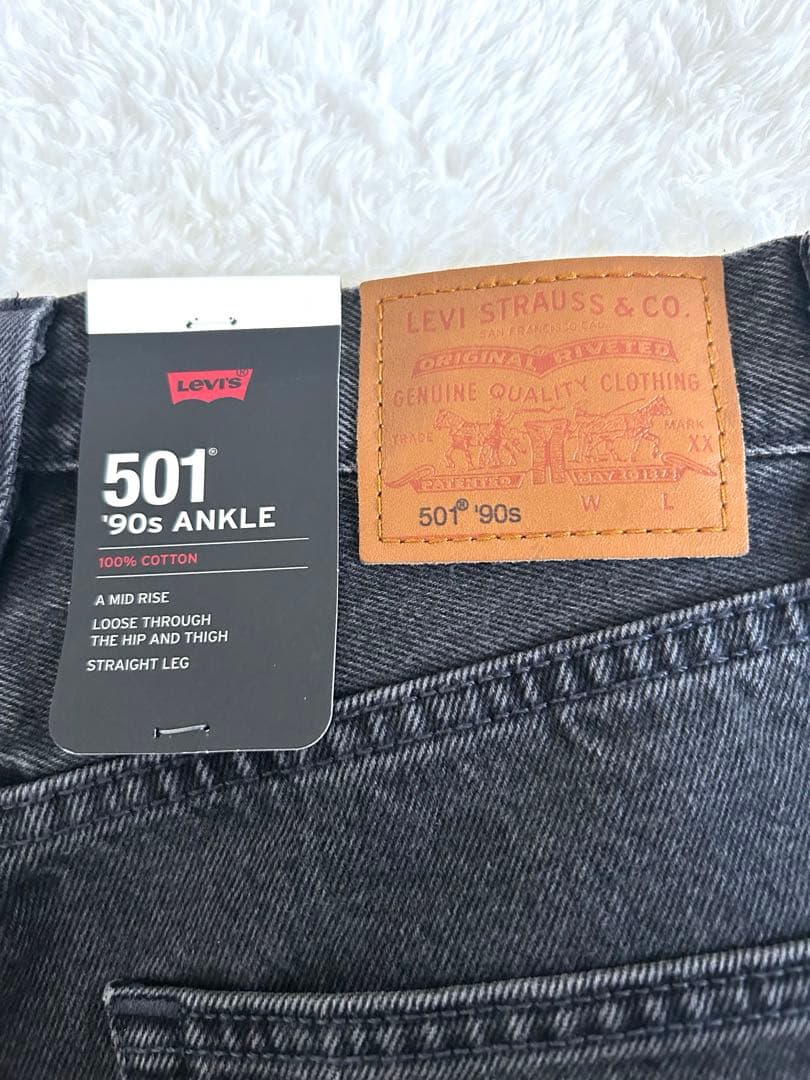 LEVI'S®
501®
'90s ANKLE
100% COTTON
A MID RISE
LOOSE THROUGH
THE HIP AND THIGH
STRAIGHT LEG
LEVI STRAUSS & CO.
SAN FRANCISCO CAL.
ORIGINAL RIVETED
GENUINE QUALITY CLOTHING
TRADE MARK
XX
PATENTED MAY 20 1873
501® '90s W L